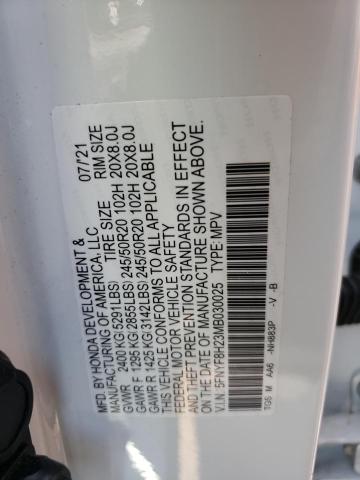 MFD. BY HONDA DEVELOPMENT & 07/21
MANUFACTURING OF AMERICA, LLC
TIRE SIZE RIM SIZE
GVWR 2400 KG(5291LBS)
GAWR F 1295 KG(2855LBS)/245/50R20 102H 20X8.0J
GAWR R 1425 KG(3142LBS)/245/50R20 102H 20X8.0J
THIS VEHICLE CONFORMS TO ALL APPLICABLE
FEDERAL MOTOR VEHICLE SAFETY
AND THEFT PREVENTION STANDARDS IN EFFECT
ON THE DATE OF MANUFACTURE SHOWN ABOVE.
V.I.N: 5FNYF8H23MB030025 TYPE: MPV
TGS M AA6 -NH883P -V -B